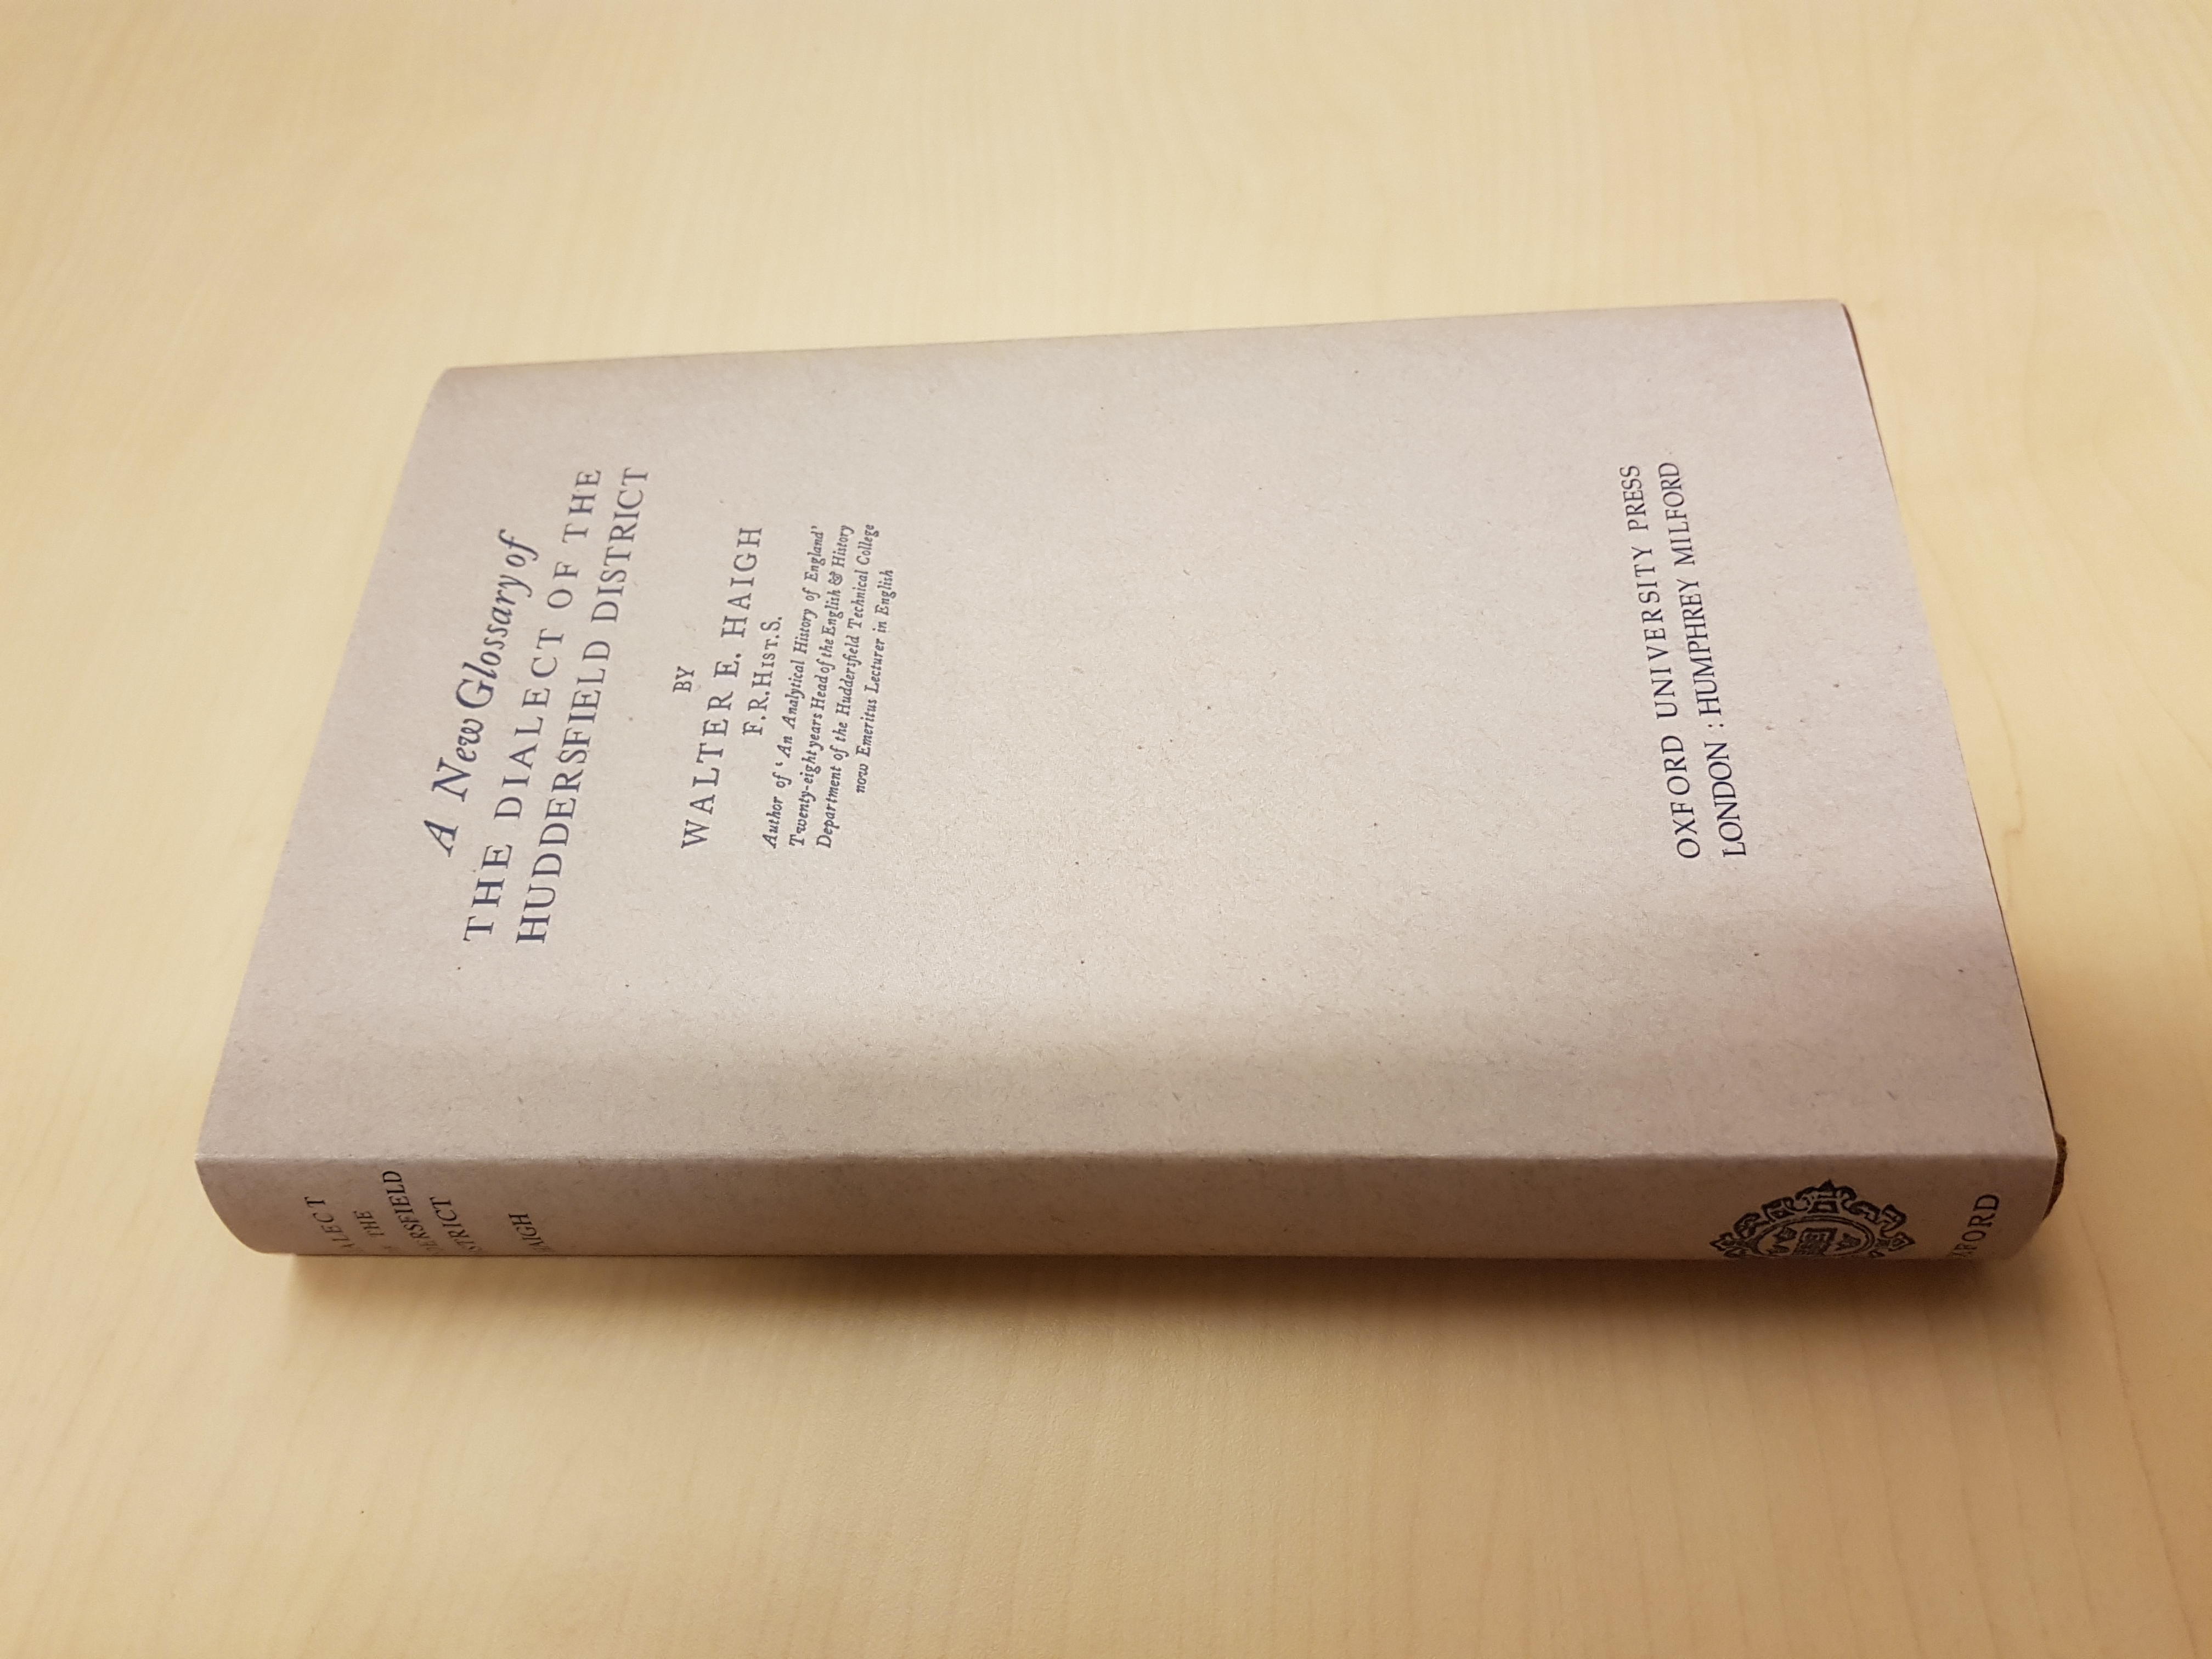 A New Glossary of
THE DIALECT OF THE
HUDDERSFIELD DISTRICT
BY
WALTER E. HAIGH
F.R.HIST.S.
Author of ‘An Analytical History of England’
Twenty-eight years Head of the English & History
Department of the Huddersfield Technical College
now Emeritus Lecturer in English
OXFORD UNIVERSITY PRESS
LONDON : HUMPHREY MILFORD
THE